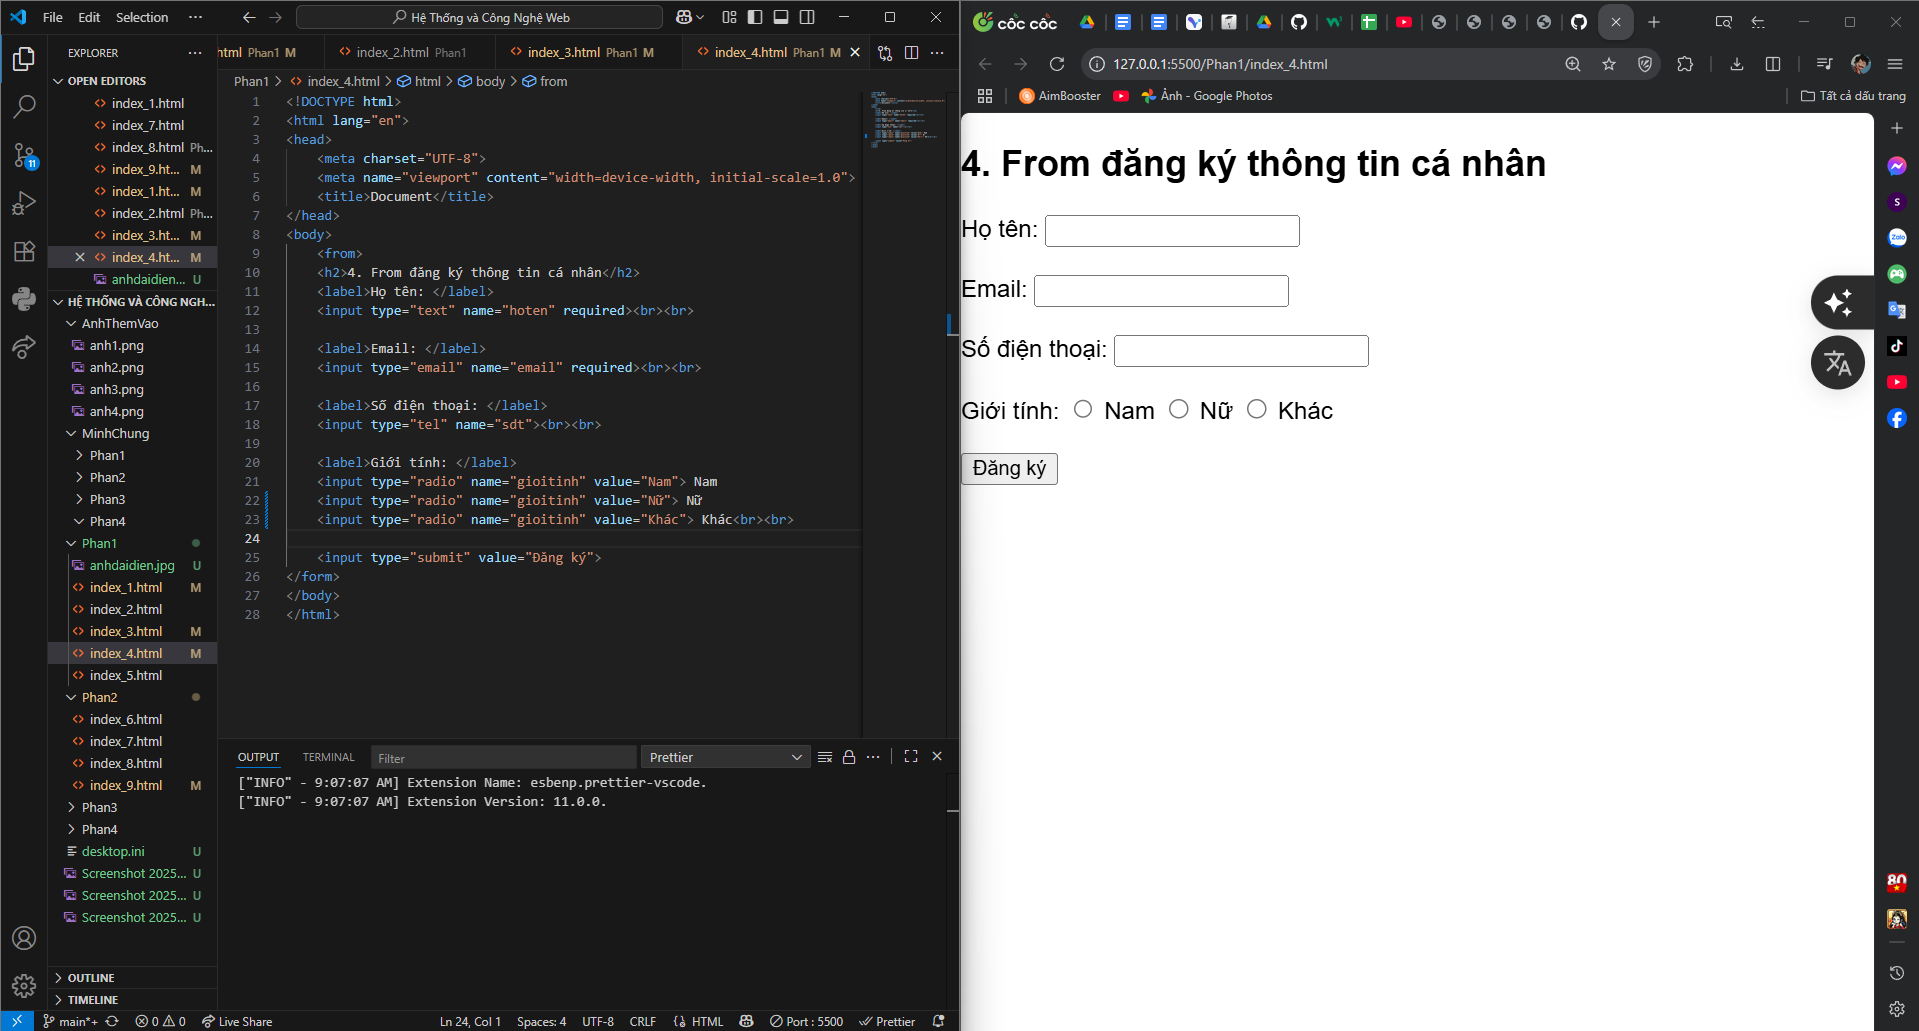 File Edit Selection ···
Hệ Thống và Công Nghệ Web
EXPLORER
OPEN EDITORS
index_1.html
index_7.html
index_8.html Ph...
index_9.ht... M
index_1.ht... M
index_2.html Ph...
index_3.ht... M
index_4.ht... M
anhdaidien... U
HỆ THỐNG VÀ CÔNG NGH...
AnhThemVao
anh1.png
anh2.png
anh3.png
anh4.png
MinhChung
Phan1
Phan2
Phan3
Phan4
Phan1
anhdaidien.jpg U
index_1.html M
index_2.html
index_3.html M
index_4.html M
index_5.html
Phan2
index_6.html
index_7.html
index_8.html
index_9.html M
Phan3
Phan4
desktop.ini U
Screenshot 2025... U
Screenshot 2025... U
Screenshot 2025... U
OUTLINE
TIMELINE
html Phan1 M
index_2.html Phan1
index_3.html Phan1 M
index_4.html Phan1 M
Phan1 > index_4.html > html > body > from
1 <!DOCTYPE html>
2 <html lang="en">
3 <head>
4 <meta charset="UTF-8">
5 <meta name="viewport" content="width=device-width, initial-scale=1.0">
6 <title>Document</title>
7 </head>
8 <body>
9 <from>
10 <h2>4. From đăng ký thông tin cá nhân</h2>
11 <label>Họ tên: </label>
12 <input type="text" name="hoten" required><br><br>
13
14 <label>Email: </label>
15 <input type="email" name="email" required><br><br>
16
17 <label>Số điện thoại: </label>
18 <input type="tel" name="sdt"><br><br>
19
20 <label>Giới tính: </label>
21 <input type="radio" name="gioitinh" value="Nam"> Nam
22 <input type="radio" name="gioitinh" value="Nữ"> Nữ
23 <input type="radio" name="gioitinh" value="Khác"> Khác<br><br>
24
25 <input type="submit" value="Đăng ký">
26 </form>
27 </body>
28 </html>
OUTPUT TERMINAL Filter Prettier
["INFO" - 9:07:07 AM] Extension Name: esbenp.prettier-vscode.
["INFO" - 9:07:07 AM] Extension Version: 11.0.0.
main*+ 0 0 Live Share Ln 24, Col 1 Spaces: 4 UTF-8 CRLF HTML Port : 5500 Prettier
11
cốc cốc
127.0.0.1:5500/Phan1/index_4.html
AimBooster
Ảnh - Google Photos
Tất cả dấu trang
4. From đăng ký thông tin cá nhân
Họ tên:
Email:
Số điện thoại:
Giới tính: Nam Nữ Khác
Đăng ký
S
Zalo
80